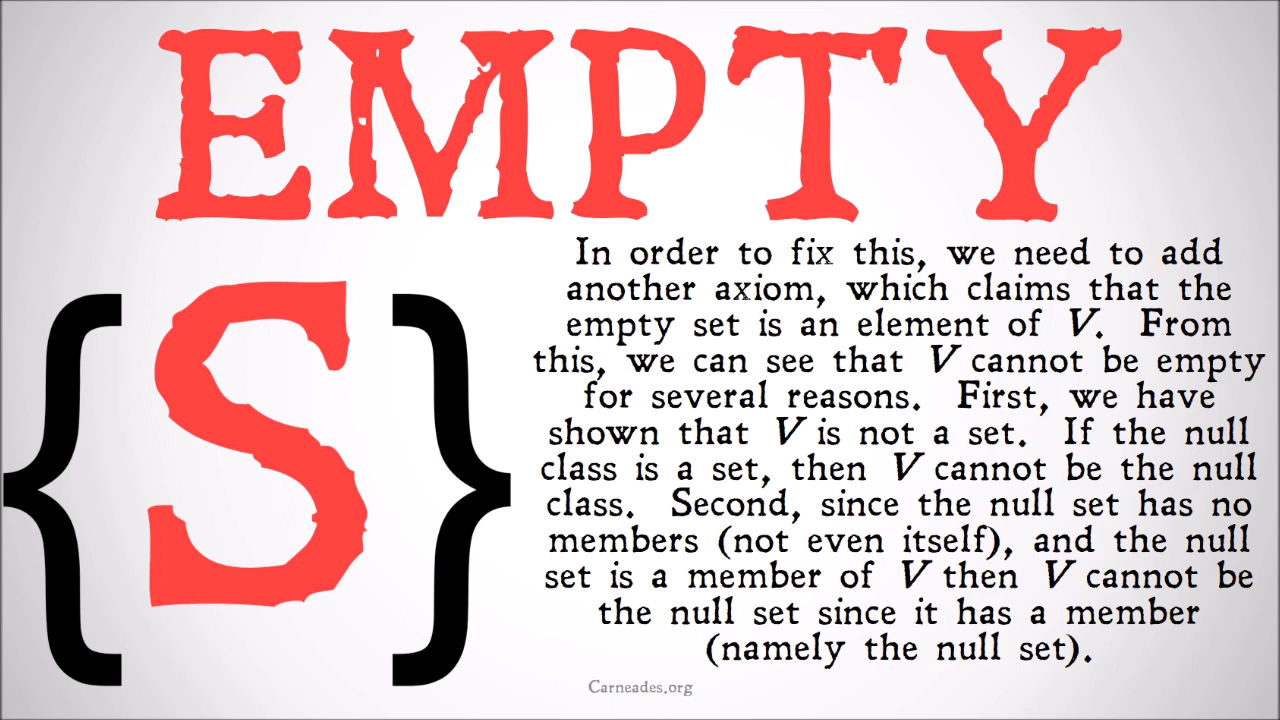 EMPTY
{S}
In order to fix this, we need to add
another axiom, which claims that the
empty set is an element of V. From
this, we can see that V cannot be empty
for several reasons. First, we have
shown that V is not a set. If the null
class is a set, then V cannot be the null
class. Second, since the null set has no
members (not even itself), and the null
set is a member of V then V cannot be
the null set since it has a member
(namely the null set).
Carneades.org